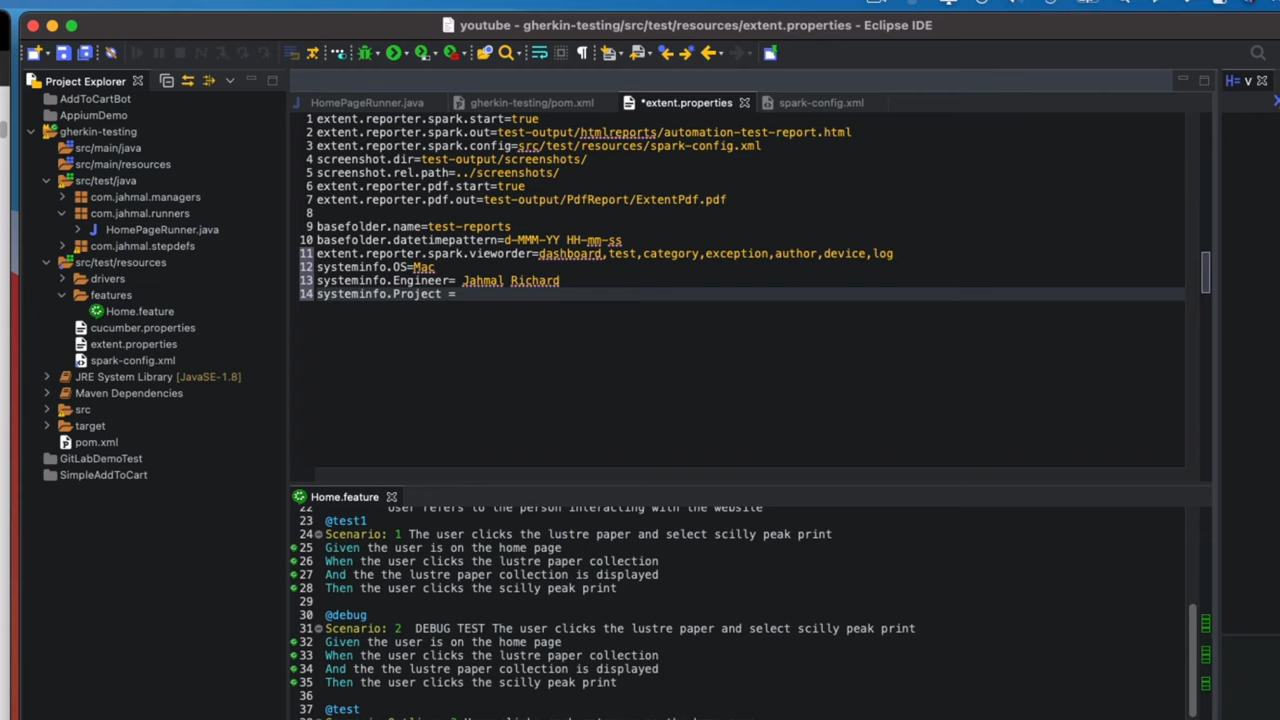 youtube - gherkin-testing/src/test/resources/extent.properties - Eclipse IDE
Project Explorer
AddToCartBot
AppiumDemo
gherkin-testing
src/main/java
src/main/resources
src/test/java
com.jahmal.managers
com.jahmal.runners
HomePageRunner.java
com.jahmal.stepdefs
src/test/resources
drivers
features
Home.feature
cucumber.properties
extent.properties
spark-config.xml
JRE System Library [JavaSE-1.8]
Maven Dependencies
src
target
pom.xml
GitLabDemoTest
SimpleAddToCart
HomePageRunner.java
gherkin-testing/pom.xml
*extent.properties
spark-config.xml
1 extent.reporter.spark.start=true
2 extent.reporter.spark.out=test-output/htmlreports/automation-test-report.html
3 extent.reporter.spark.config=src/test/resources/spark-config.xml
4 screenshot.dir=test-output/screenshots/
5 screenshot.rel.path=../screenshots/
6 extent.reporter.pdf.start=true
7 extent.reporter.pdf.out=test-output/PdfReport/ExtentPdf.pdf
8
9 basefolder.name=test-reports
10 basefolder.datetimepattern=d-MMM-YY HH-mm-ss
11 extent.reporter.spark.vieworder=dashboard,test,category,exception,author,device,log
12 systeminfo.OS=Mac
13 systeminfo.Engineer= Jahmal Richard
14 systeminfo.Project =
Home.feature
22 User refers to the person interacting with the website
23 @test1
24 Scenario: 1 The user clicks the lustre paper and select scilly peak print
25 Given the user is on the home page
26 When the user clicks the lustre paper collection
27 And the the lustre paper collection is displayed
28 Then the user clicks the scilly peak print
29
30 @debug
31 Scenario: 2 DEBUG TEST The user clicks the lustre paper and select scilly peak print
32 Given the user is on the home page
33 When the user clicks the lustre paper collection
34 And the the lustre paper collection is displayed
35 Then the user clicks the scilly peak print
36
37 @test
H= v